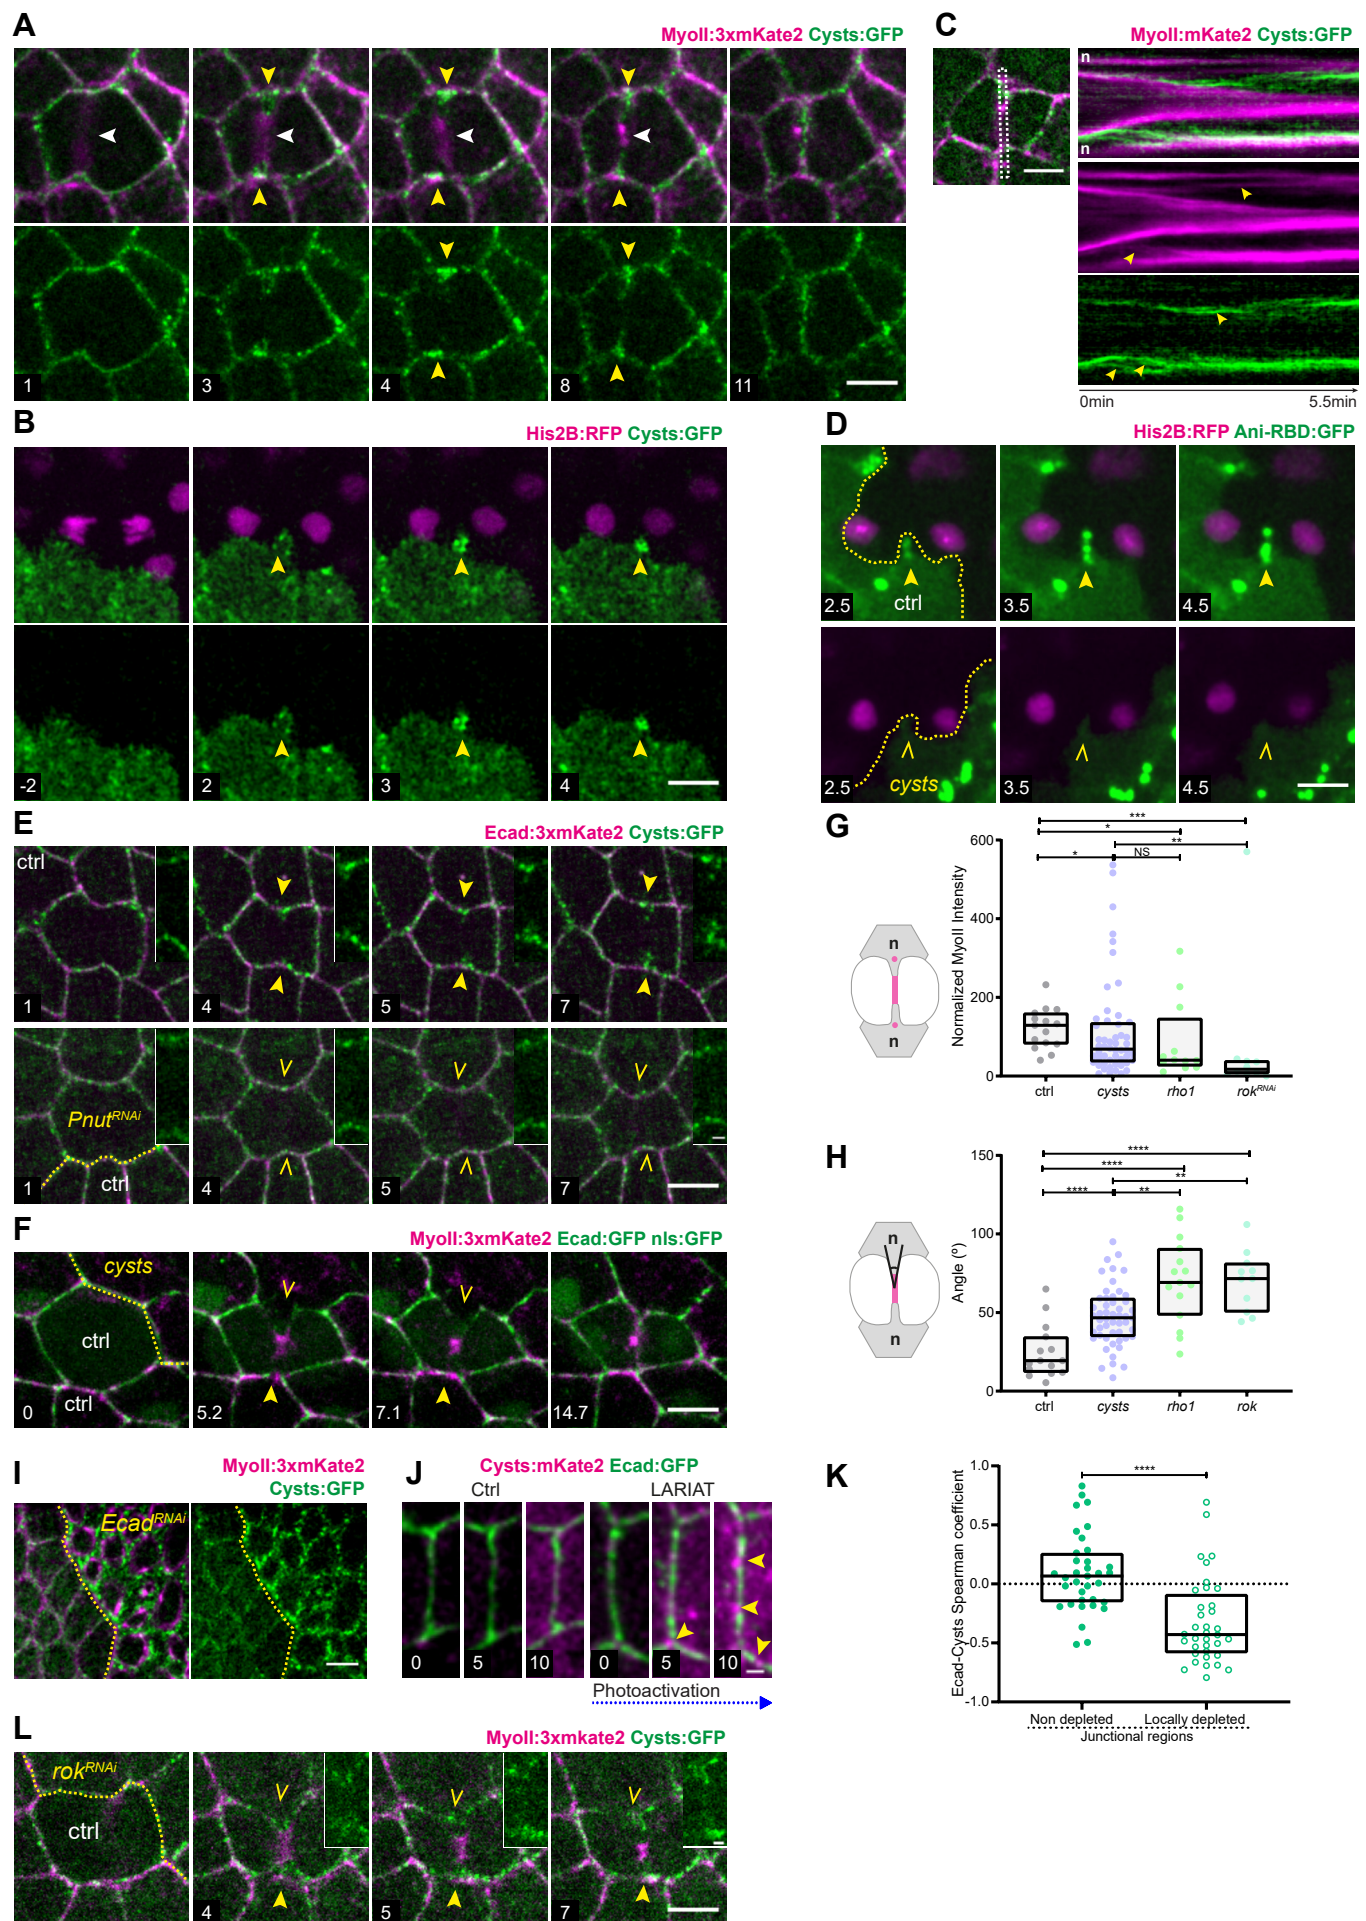 A
MyoII:3xmKate2 Cysts:GFP
1
3
4
8
11
B
His2B:RFP Cysts:GFP
-2
2
3
4
C
MyoII:mKate2 Cysts:GFP
n
n
0min
5.5min
D
His2B:RFP Ani-RBD:GFP
2.5
ctrl
3.5
4.5
2.5
cysts
3.5
4.5
E
Ecad:3xmKate2 Cysts:GFP
ctrl
1
4
5
7
Pnut^RNAi
ctrl
1
4
5
7
F
MyoII:3xmKate2 Ecad:GFP nls:GFP
cysts
ctrl
ctrl
0
5.2
7.1
14.7
G
n
n
Normalized MyoII Intensity
600
400
200
0
***
*
**
*
NS
ctrl
cysts
rho1
rok^RNAi
H
n
n
Angle (º)
150
100
50
0
****
****
**
****
**
ctrl
cysts
rho1
rok
I
MyoII:3xmKate2
Cysts:GFP
Ecad^RNAi
J
Cysts:mKate2 Ecad:GFP
Ctrl
LARIAT
0
5
10
0
5
10
Photoactivation
K
Ecad-Cysts Spearman coefficient
1.0
0.5
0.0
-0.5
-1.0
****
Non depleted
Locally depleted
Junctional regions
L
MyoII:3xmkate2 Cysts:GFP
rok^RNAi
ctrl
4
5
7